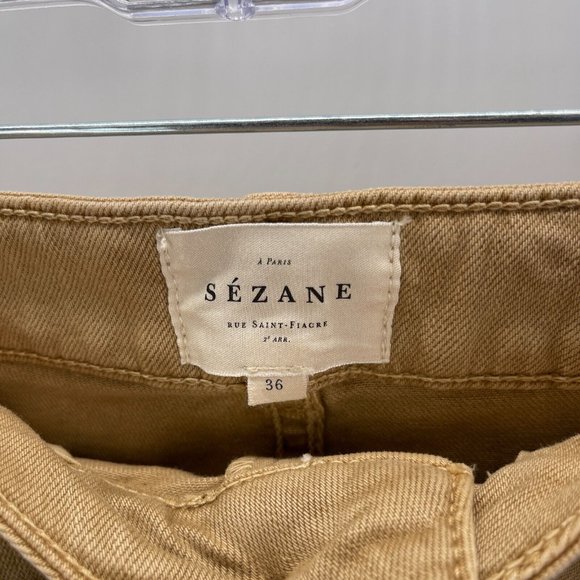 À Paris
SÉZANE
Rue Saint-Fiacre
2ᵉ Arr.
36